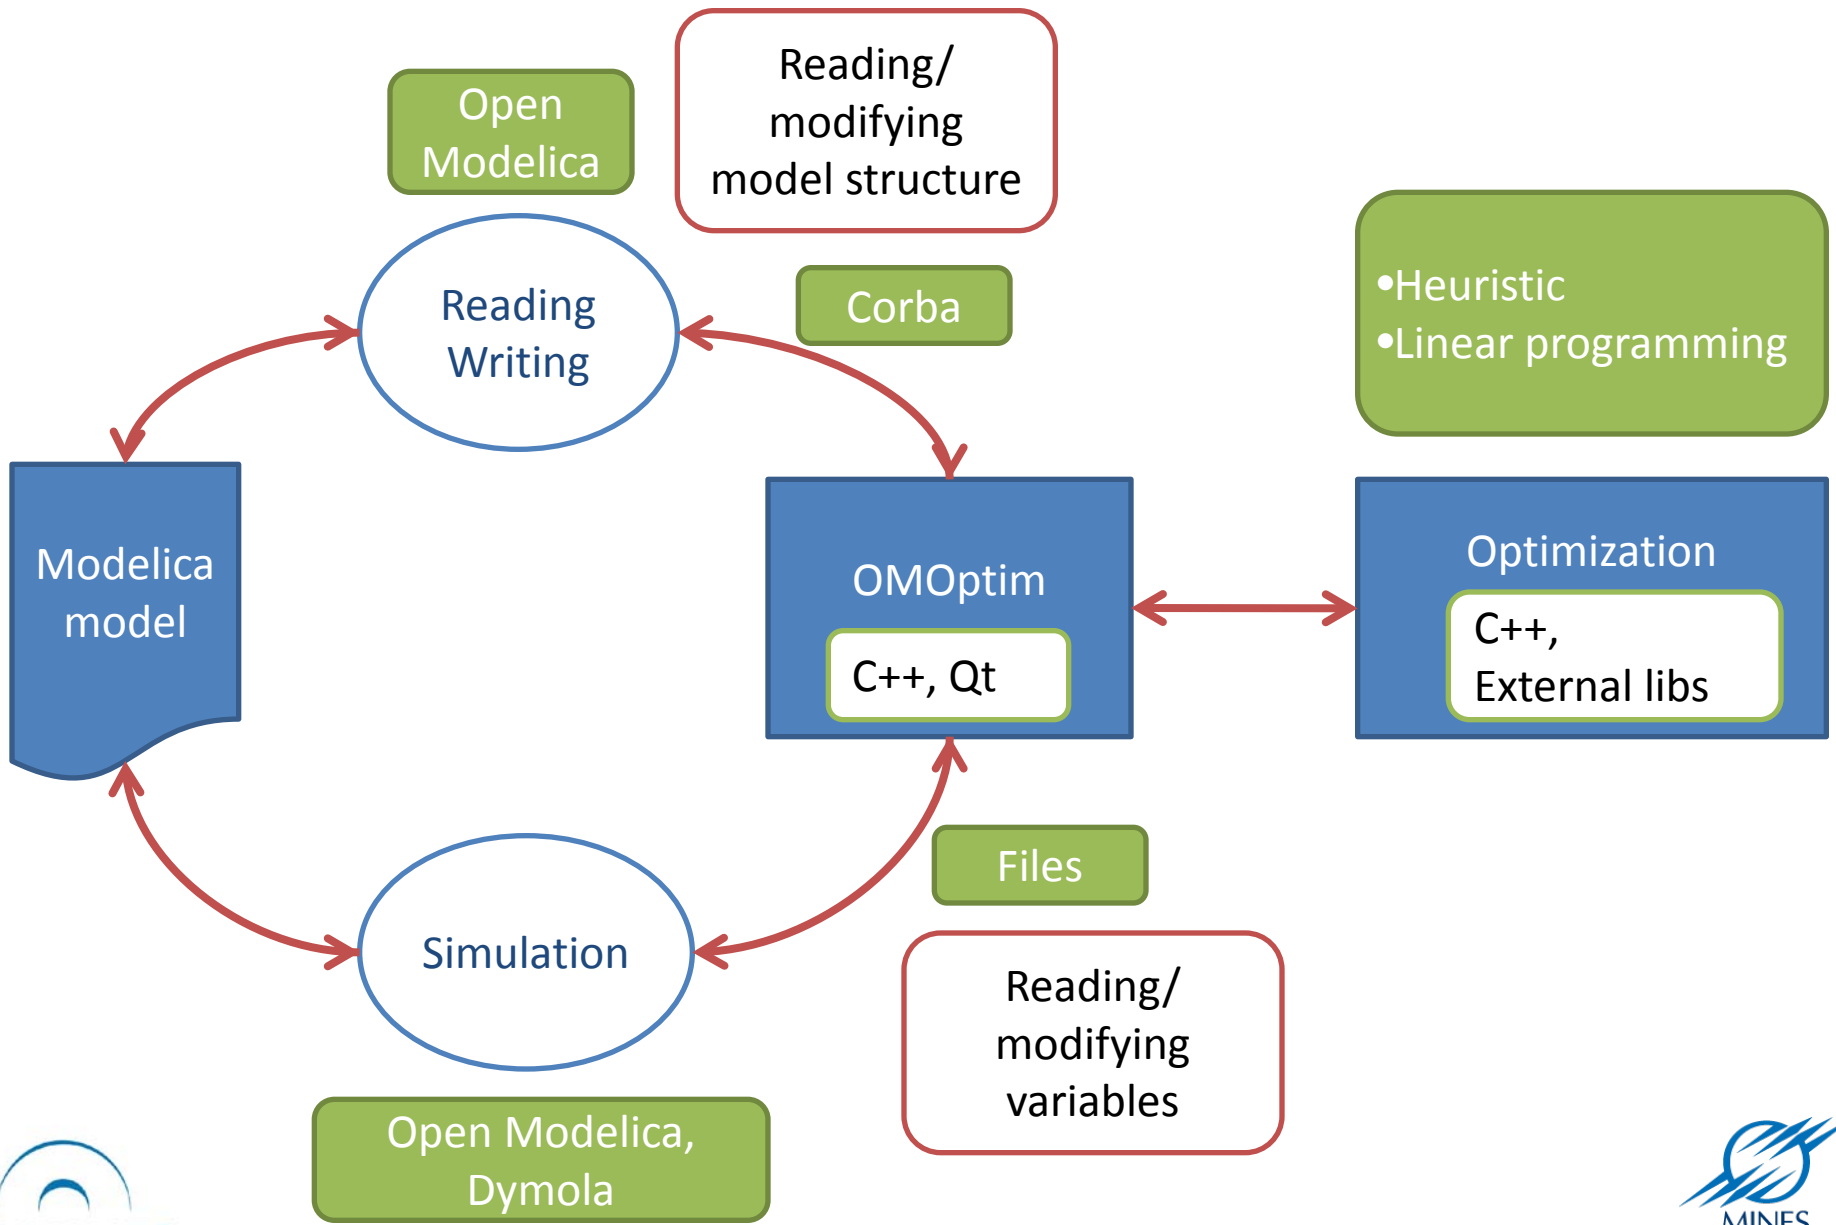 Open
Modelica
Reading/
modifying
model structure
Reading
Writing
Corba
•Heuristic
•Linear programming
Modelica
model
OMOptim
C++, Qt
Optimization
C++,
External libs
Files
Simulation
Reading/
modifying
variables
Open Modelica,
Dymola
MINES